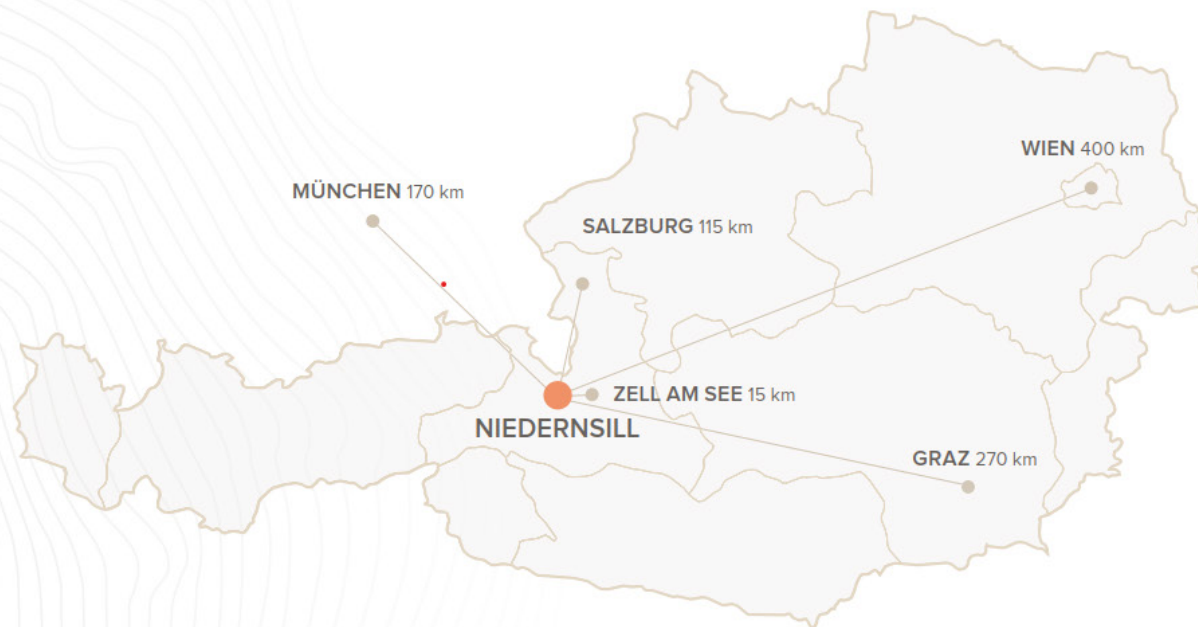 WIEN 400 km
MÜNCHEN 170 km
SALZBURG 115 km
ZELL AM SEE 15 km
NIEDERNSILL
GRAZ 270 km